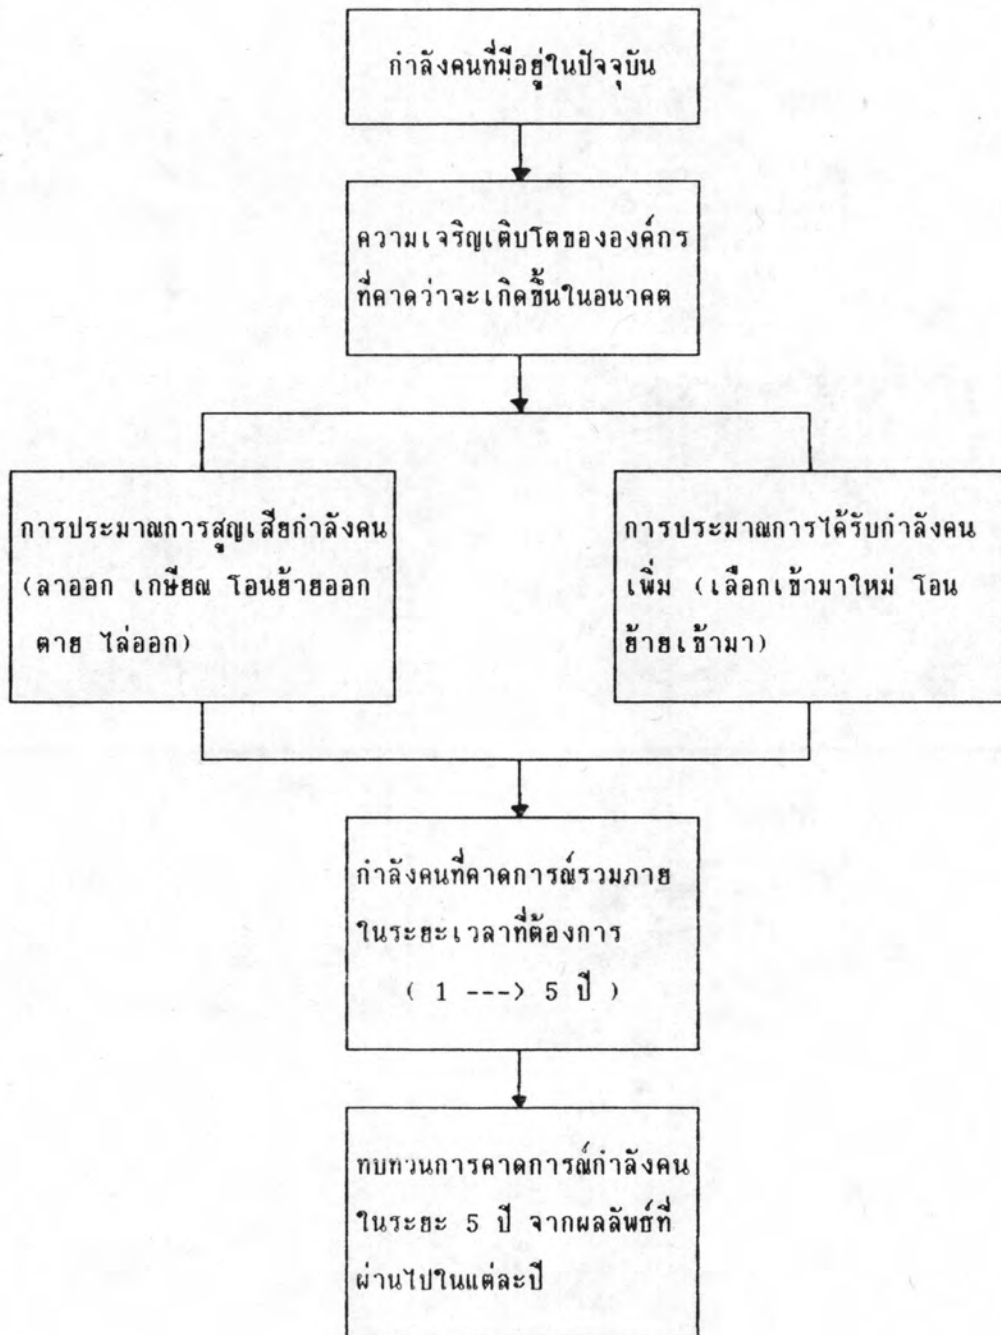 กำลังคนที่มีอยู่ในปัจจุบัน
ความเจริญเติบโตขององค์กร
ที่คาดว่าจะเกิดขึ้นในอนาคต
การประมาณการสูญเสียกำลังคน
(ลาออก เกษียณ โอนย้ายออก
ตาย ไล่ออก)
การประมาณการได้รับกำลังคน
เพิ่ม (เลือกเข้ามาใหม่ โอน
ย้ายเข้ามา)
กำลังคนที่คาดการณ์รวมภาย
ในระยะเวลาที่ต้องการ
( 1 ---> 5 ปี )
ทบทวนการคาดการณ์กำลังคน
ในระยะ 5 ปี จากผลลัพธ์ที่
ผ่านไปในแต่ละปี